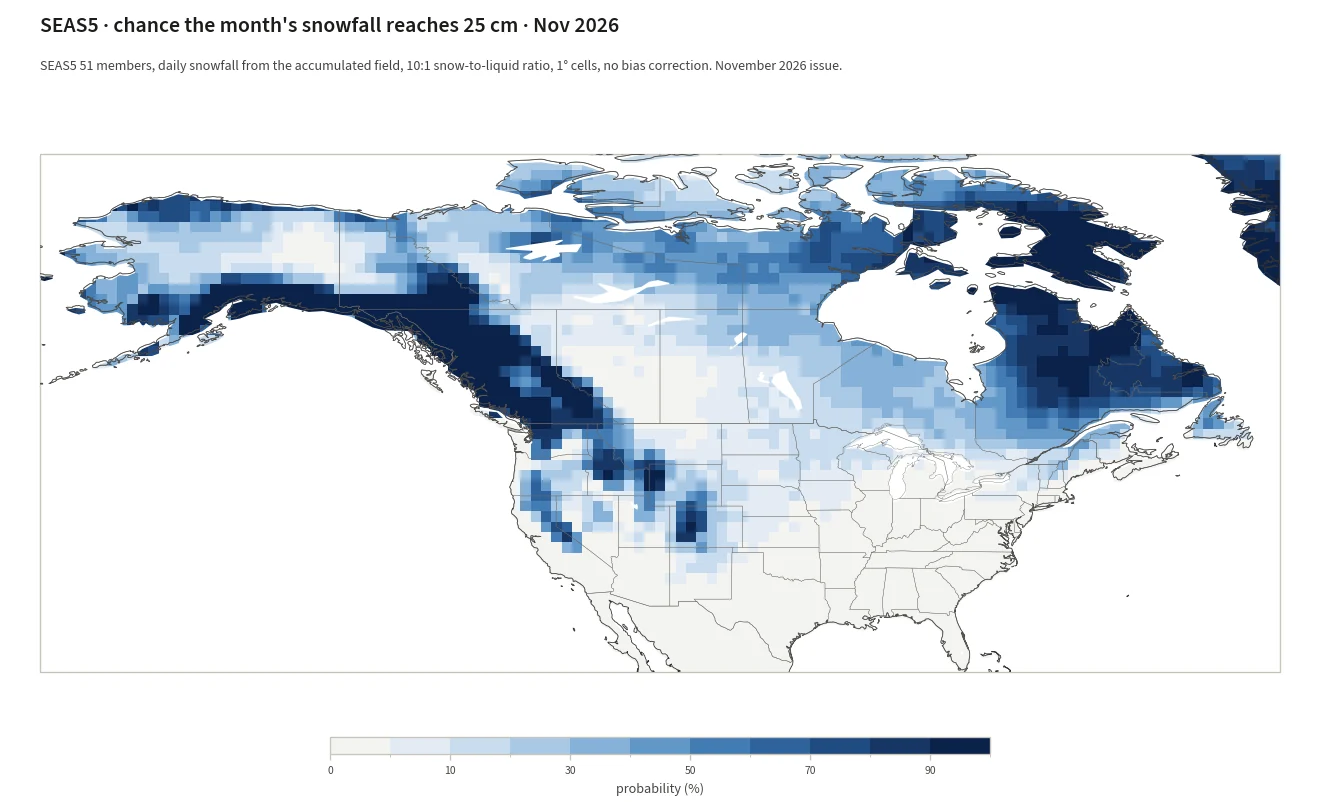 SEAS5 · chance the month's snowfall reaches 25 cm · Nov 2026
SEAS5 51 members, daily snowfall from the accumulated field, 10:1 snow-to-liquid ratio, 1° cells, no bias correction. November 2026 issue.
0 10 30 50 70 90
probability (%)